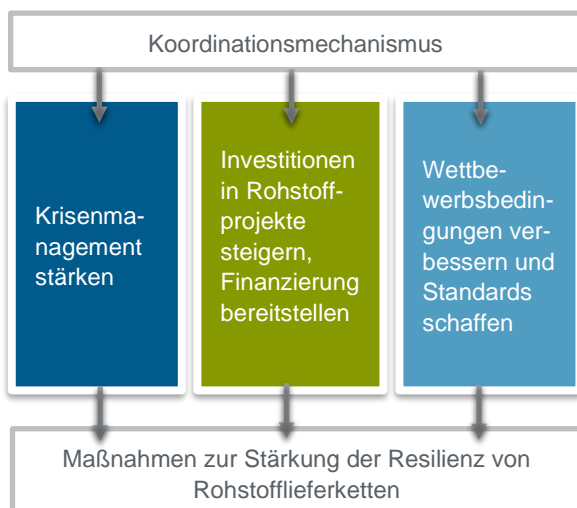 Koordinationsmechanismus
Krisenma-
nagement
stärken
Investitionen
in Rohstoff-
projekte
steigern,
Finanzierung
bereitstellen
Wettbe-
werbsbedin-
gungen ver-
bessern und
Standards
schaffen
Maßnahmen zur Stärkung der Resilienz von
Rohstofflieferketten